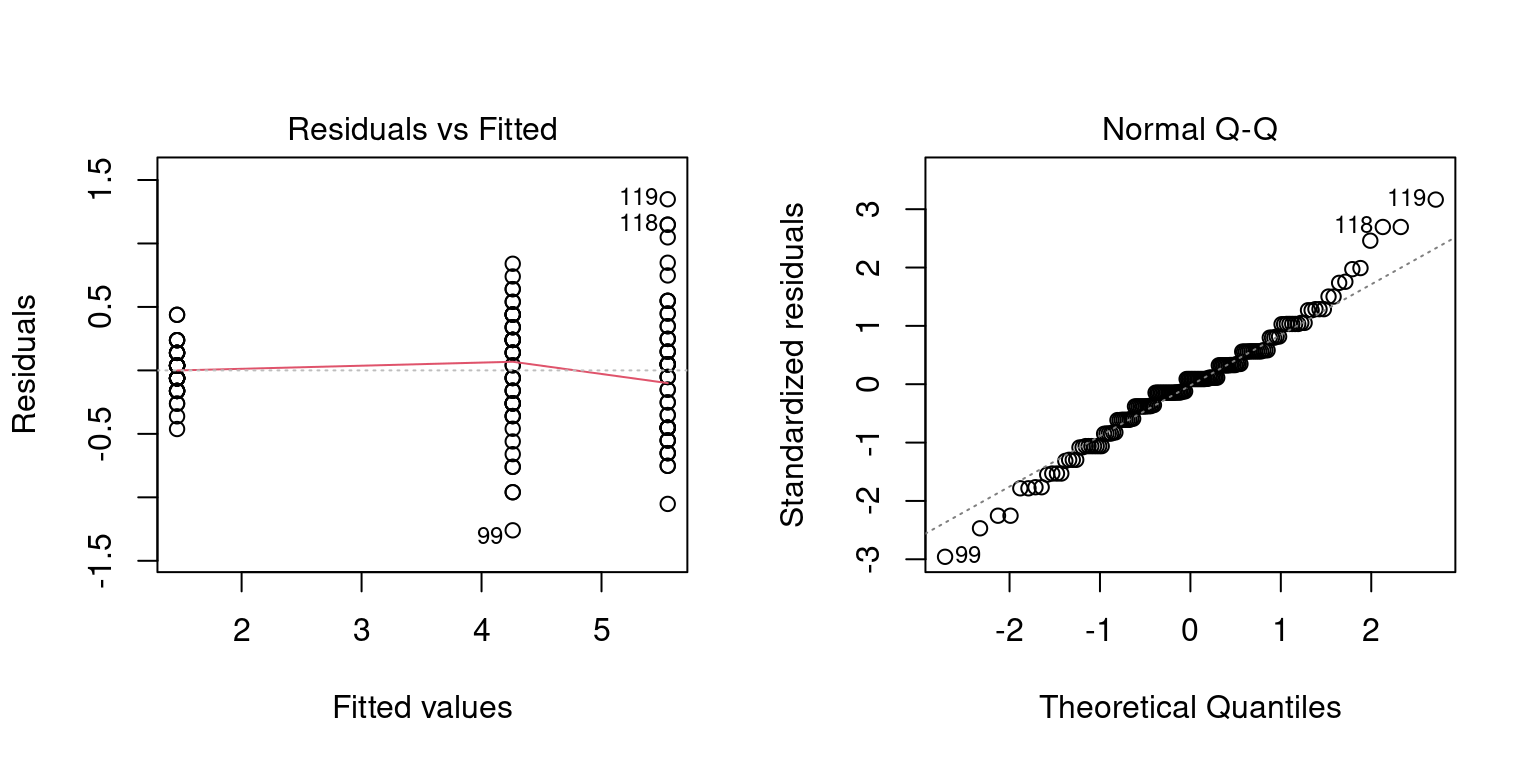 Residuals vs Fitted
Residuals
1.5
0.5
-0.5
-1.5
119
118
99
2 3 4 5
Fitted values
Normal Q-Q
Standardized residuals
3
2
1
0
-1
-2
-3
119
118
99
-2 -1 0 1 2
Theoretical Quantiles